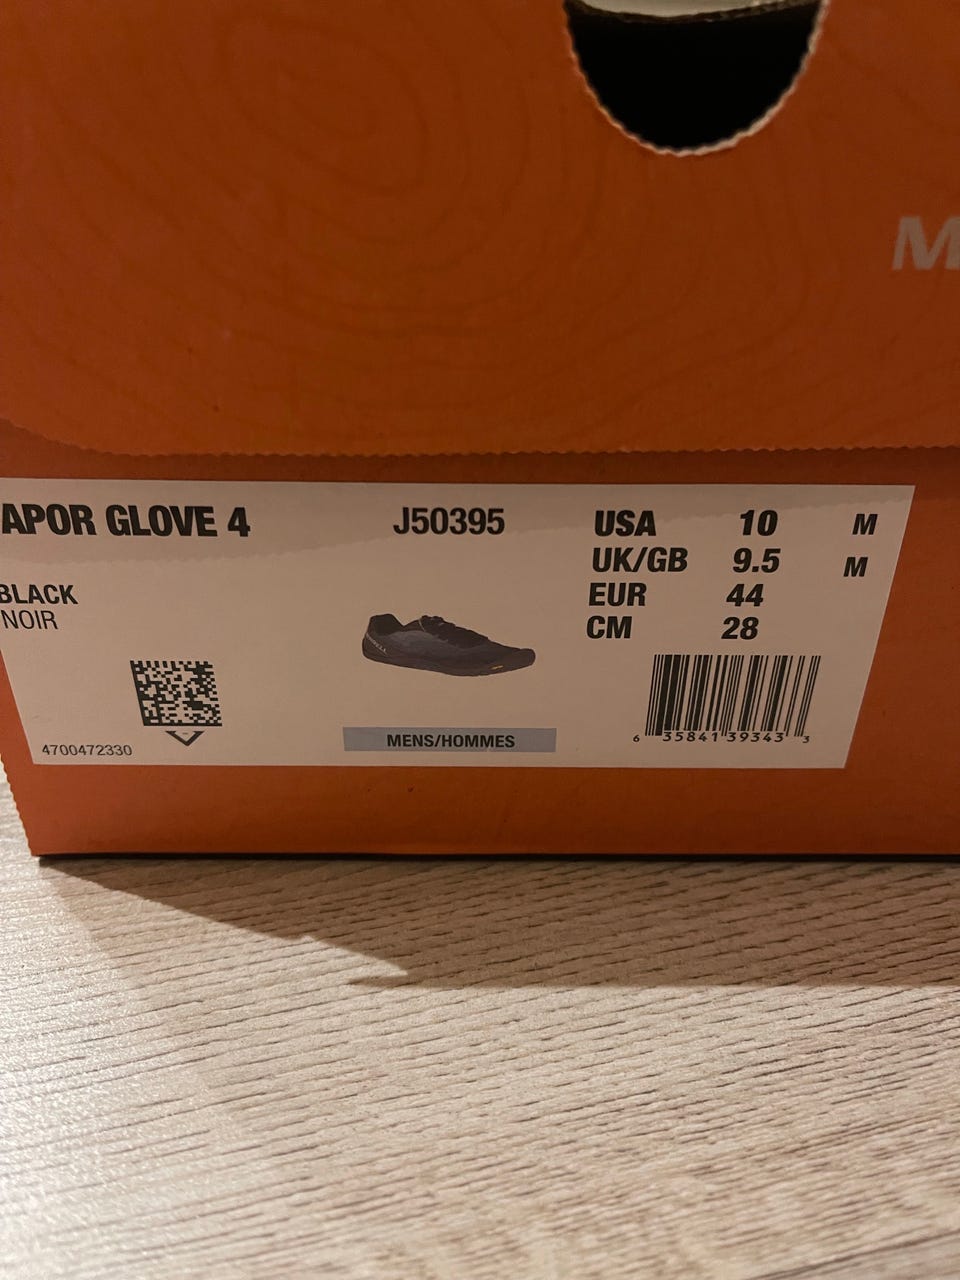 M
APOR GLOVE 4
J50395
BLACK
NOIR
4700472330
MENS/HOMMES
USA 10 M
UK/GB 9.5 M
EUR 44
CM 28
6 35841 39343 3